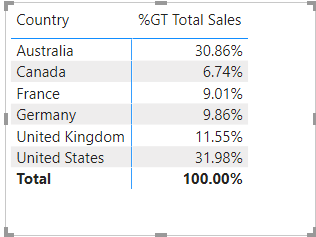 Country %GT Total Sales
Australia 30.86%
Canada 6.74%
France 9.01%
Germany 9.86%
United Kingdom 11.55%
United States 31.98%
Total 100.00%